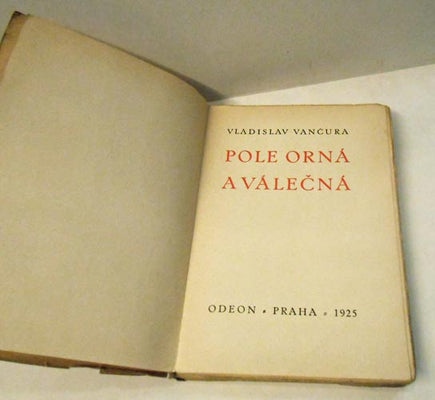 VLADISLAV VANČURA
POLE ORNÁ
A VÁLEČNÁ
ODEON • PRAHA • 1925